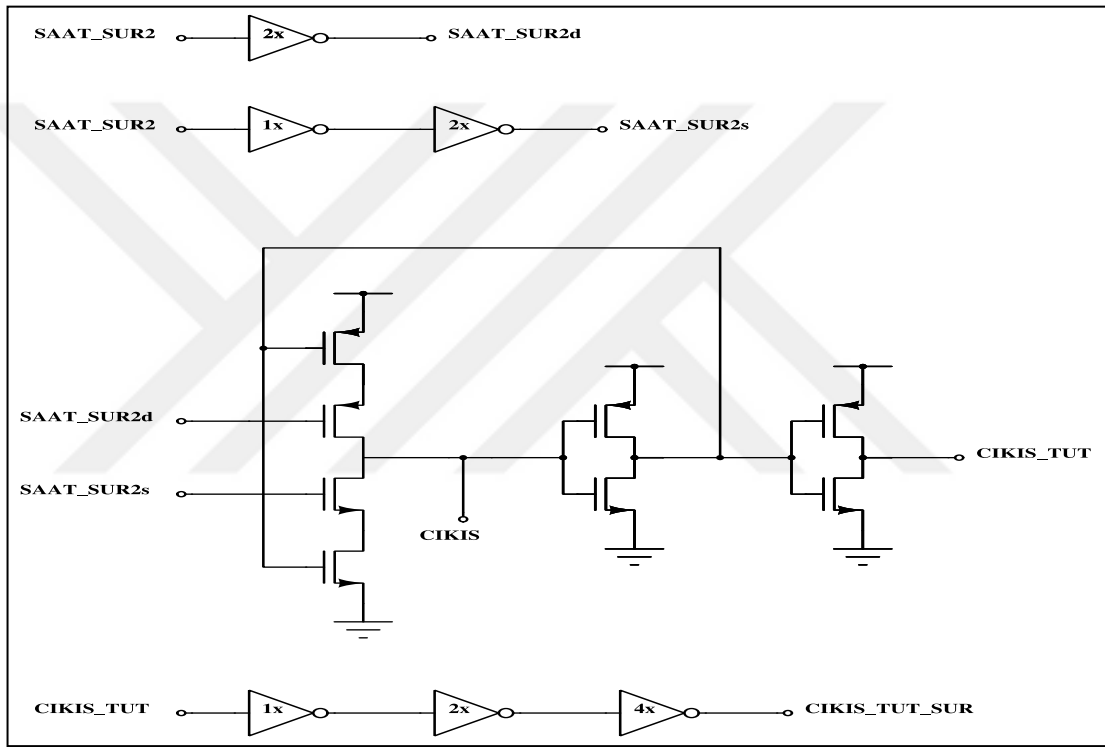 SAAT_SUR2 2x SAAT_SUR2d
SAAT_SUR2 1x 2x SAAT_SUR2s
SAAT_SUR2d
SAAT_SUR2s
CIKIS
CIKIS_TUT
CIKIS_TUT 1x 2x 4x CIKIS_TUT_SUR